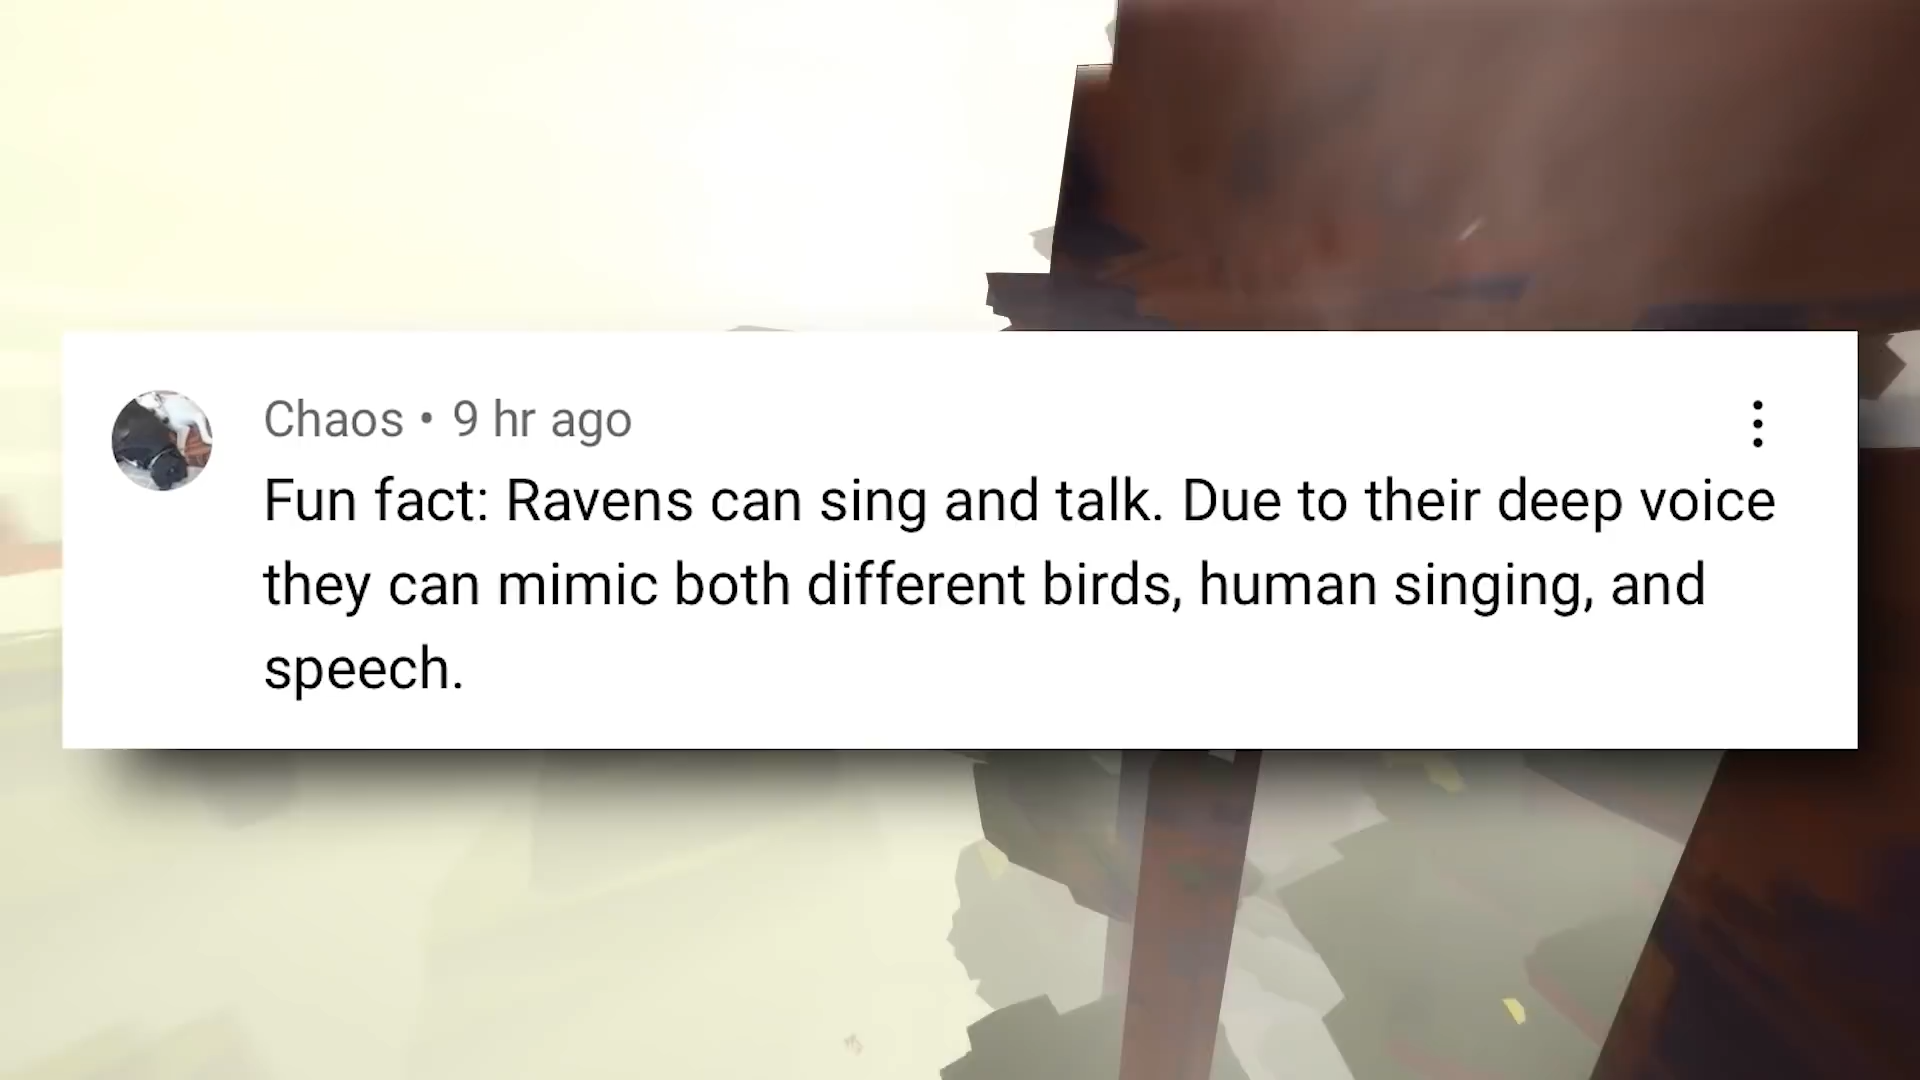 Chaos • 9 hr ago
Fun fact: Ravens can sing and talk. Due to their deep voice
they can mimic both different birds, human singing, and
speech.